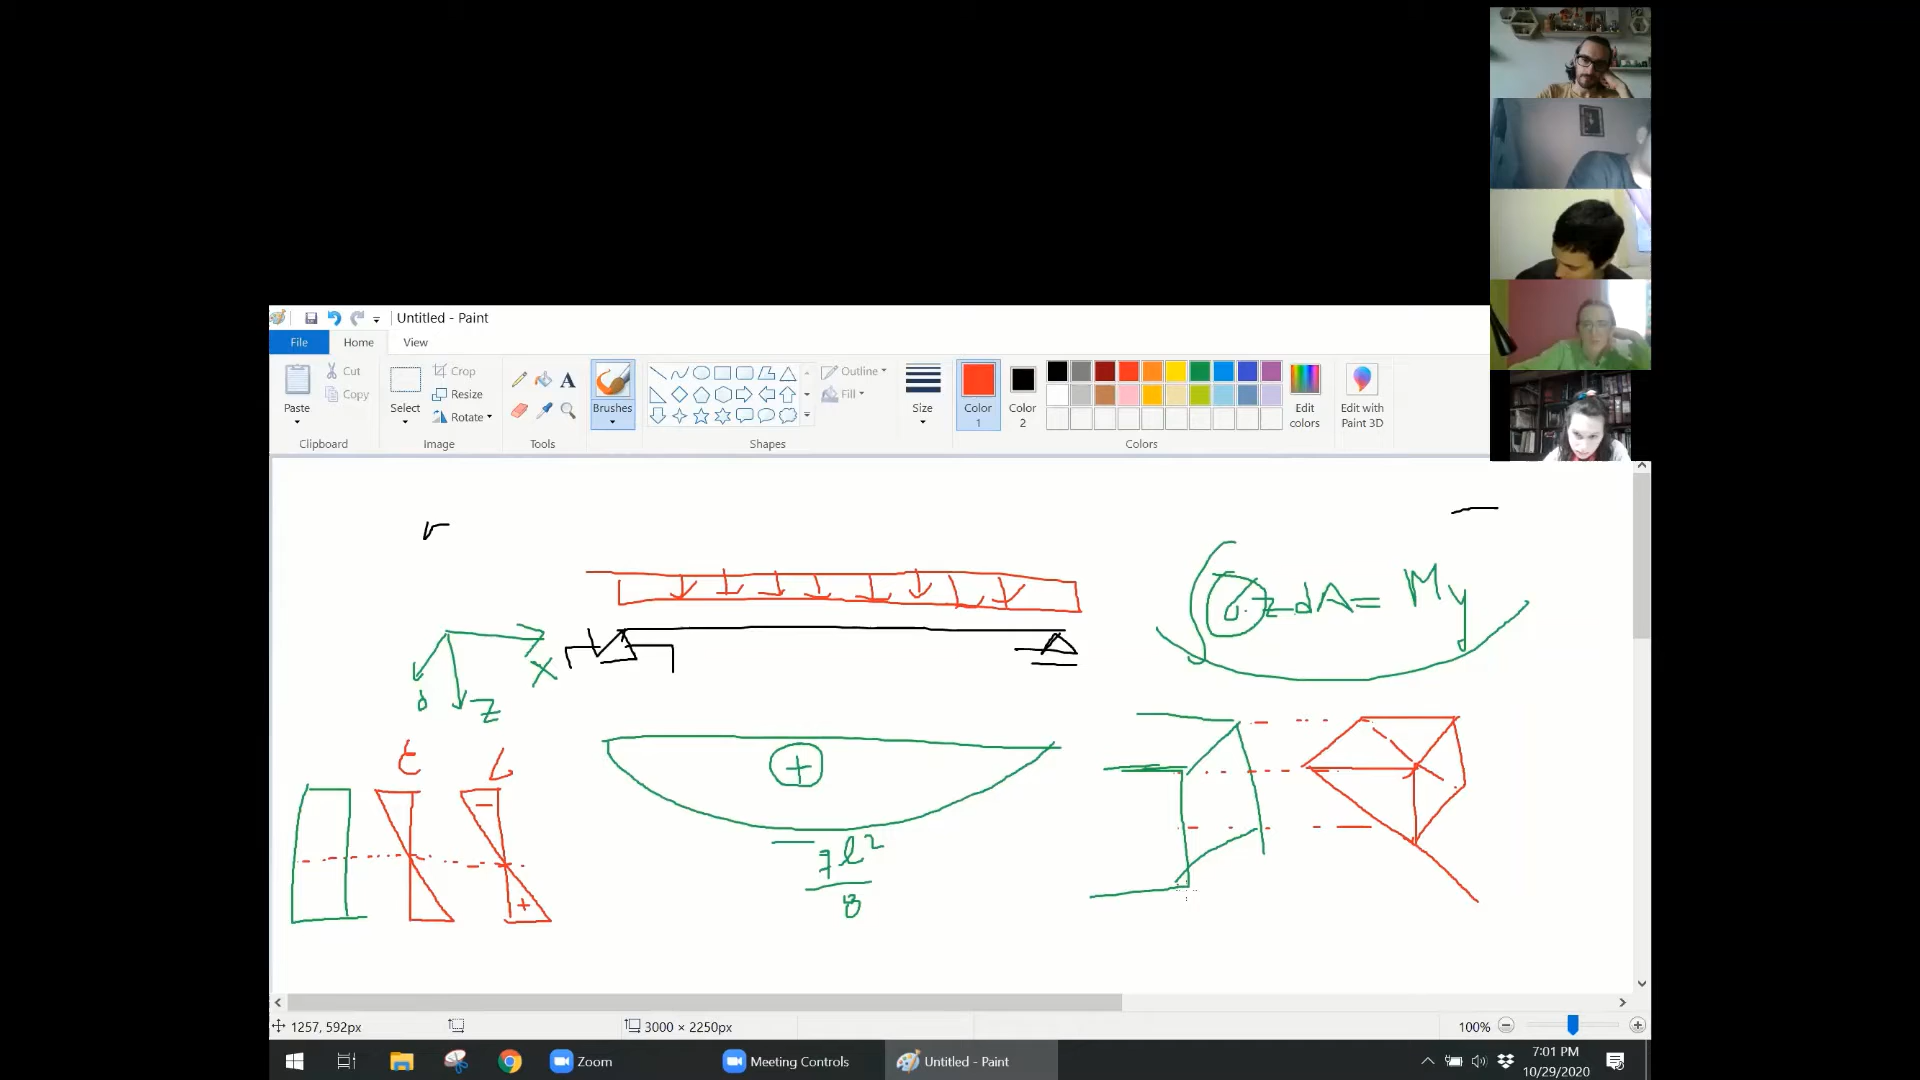 Untitled - Paint
File Home View
Cut
Copy
Paste
Clipboard
Select
Crop
Resize
Rotate
Image
A
Tools
Brushes
Shapes
Outline
Fill
Size
Color 1
Color 2
Edit colors
Edit with Paint 3D
Colors
σ z dA = My
X
z
+
ql²
8
−
+
1257, 592px
3000 × 2250px
100%
Zoom
Meeting Controls
Untitled - Paint
7:01 PM
10/29/2020